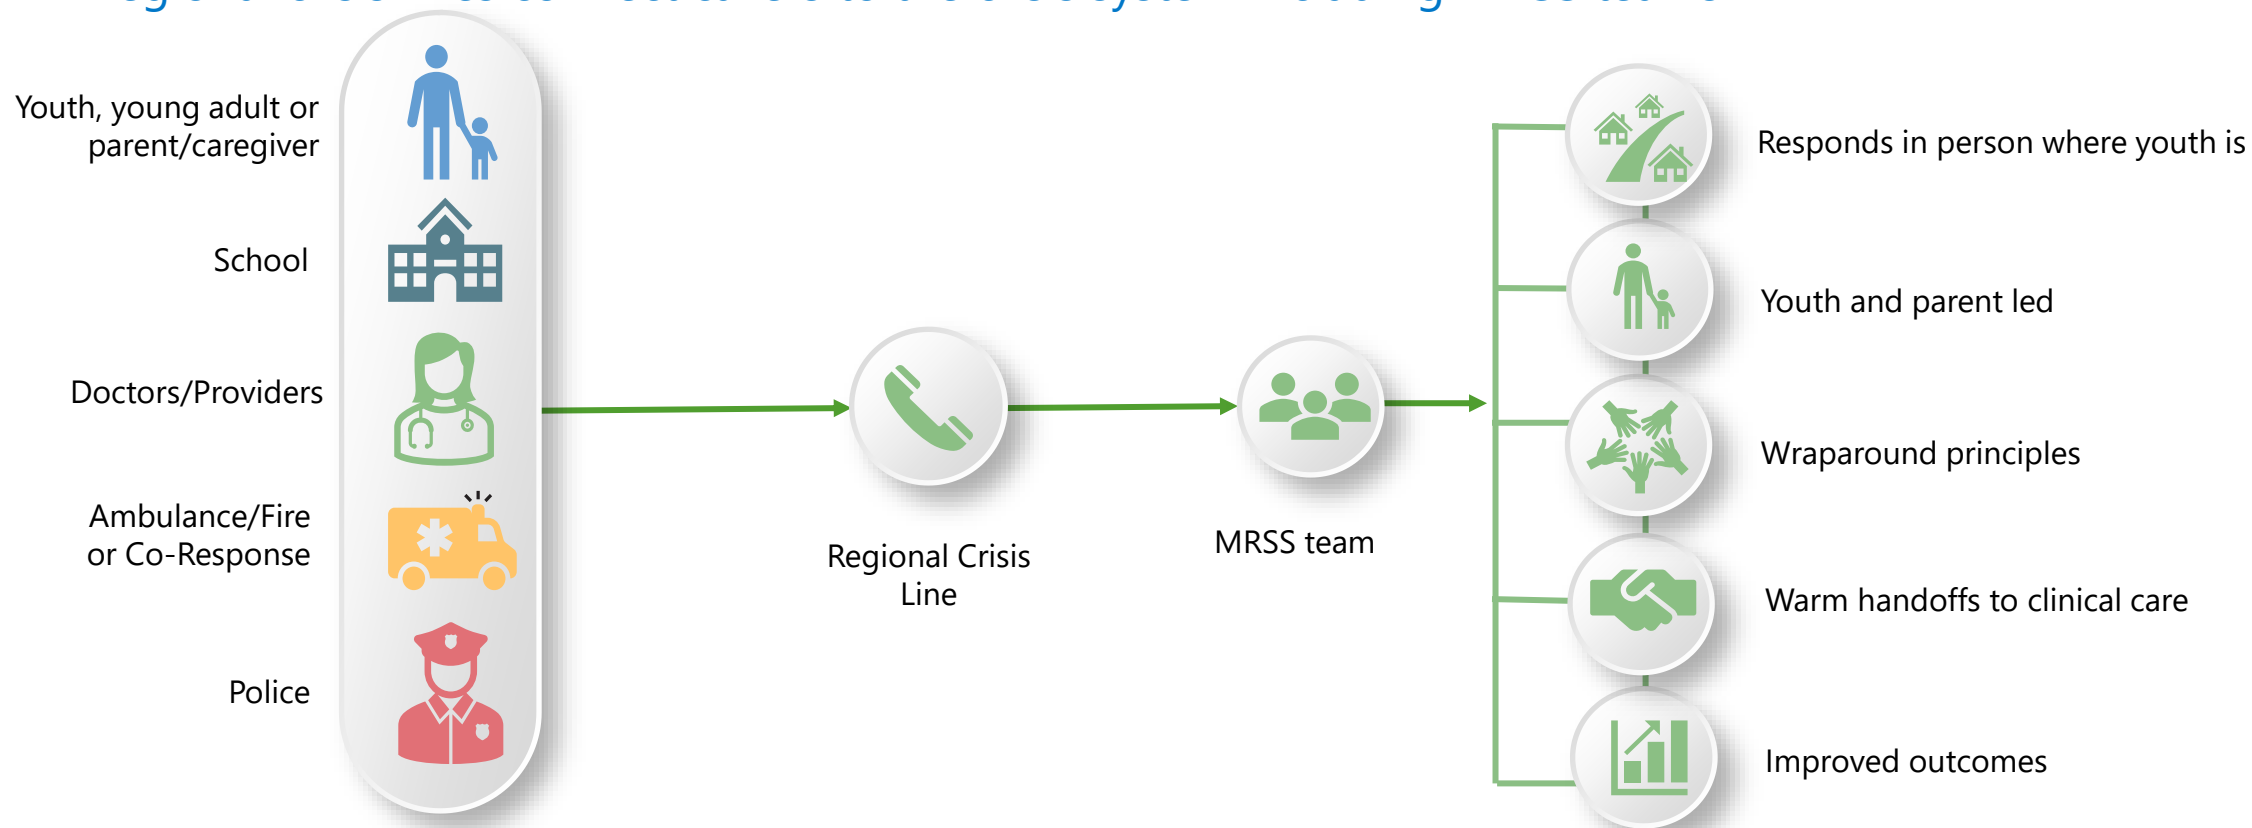 Youth, young adult or
parent/caregiver
School
Doctors/Providers
Ambulance/Fire
or Co-Response
Police
Regional Crisis
Line
MRSS team
Responds in person where youth is
Youth and parent led
Wraparound principles
Warm handoffs to clinical care
Improved outcomes